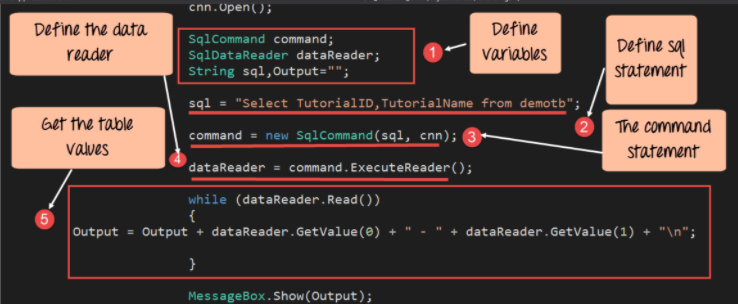 cnn.Open();
Define the data
reader
SqlCommand command;
SqlDataReader dataReader;
String sql,Output="";
1
Define
variables
Define sql
statement
sql = "Select TutorialID,TutorialName from demotb";
2
Get the table
values
command = new SqlCommand(sql, cnn);
3
The command
statement
4
dataReader = command.ExecuteReader();
5
while (dataReader.Read())
{
Output = Output + dataReader.GetValue(0) + " - " + dataReader.GetValue(1) + "\n";
}
MessageBox.Show(Output);